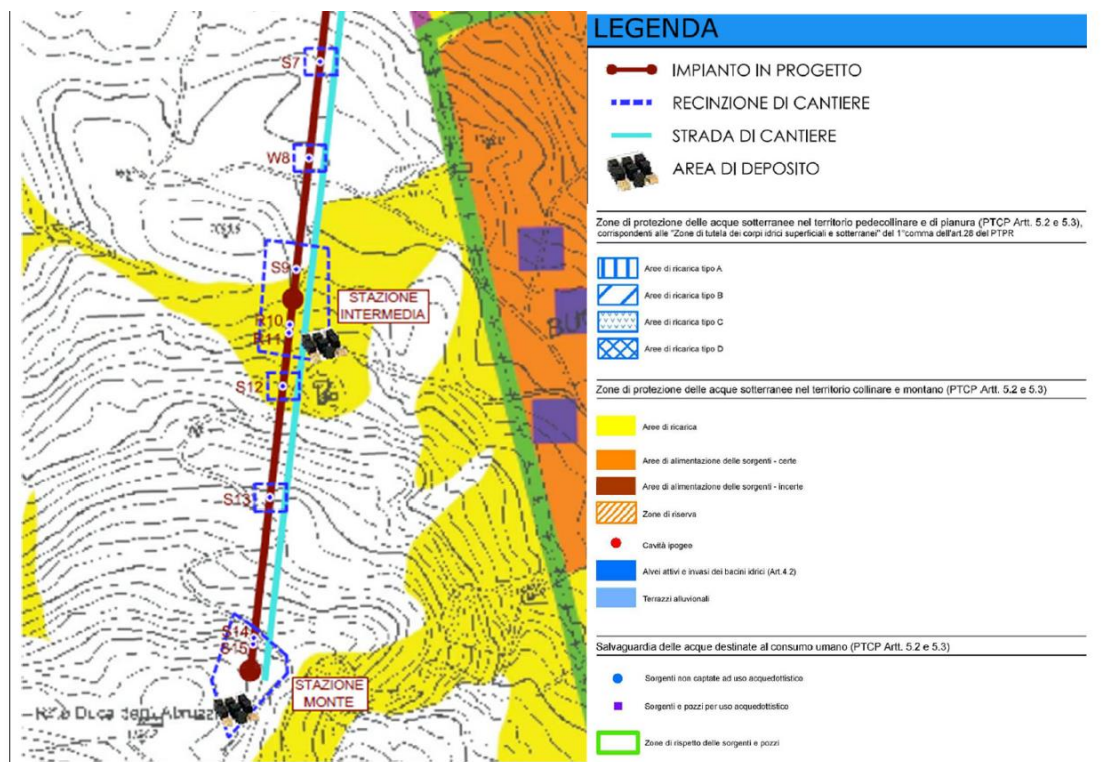 S7
W8
S9
STAZIONE
INTERMEDIA
R10
R11
S12
S13
S14
S15
STAZIONE
MONTE
Duca
Abruzzi
LEGENDA
IMPIANTO IN PROGETTO
RECINZIONE DI CANTIERE
STRADA DI CANTIERE
AREA DI DEPOSITO
Zone di protezione delle acque sotterranee nel territorio pedecollinare e di pianura (PTCP Artt. 5.2 e 5.3),
corrispondenti alle "Zone di tutela dei corpi idrici superficiali e sotterranei" del 1°comma dell'art.28 del PTPR
Aree di ricarica tipo A
Aree di ricarica tipo B
Aree di ricarica tipo C
Aree di ricarica tipo D
Zone di protezione delle acque sotterranee nel territorio collinare e montano (PTCP Artt. 5.2 e 5.3)
Aree di ricarica
Aree di alimentazione delle sorgenti - certe
Aree di alimentazione delle sorgenti - incerte
Zone di riserva
Cavità ipogee
Alvei attivi e invasi dei bacini idrici (Art.4.2)
Terrazzi alluvionali
Salvaguardia delle acque destinate al consumo umano (PTCP Artt. 5.2 e 5.3)
Sorgenti non captate ad uso acquedottistico
Sorgenti e pozzi per uso acquedottistico
Zone di rispetto delle sorgenti e pozzi